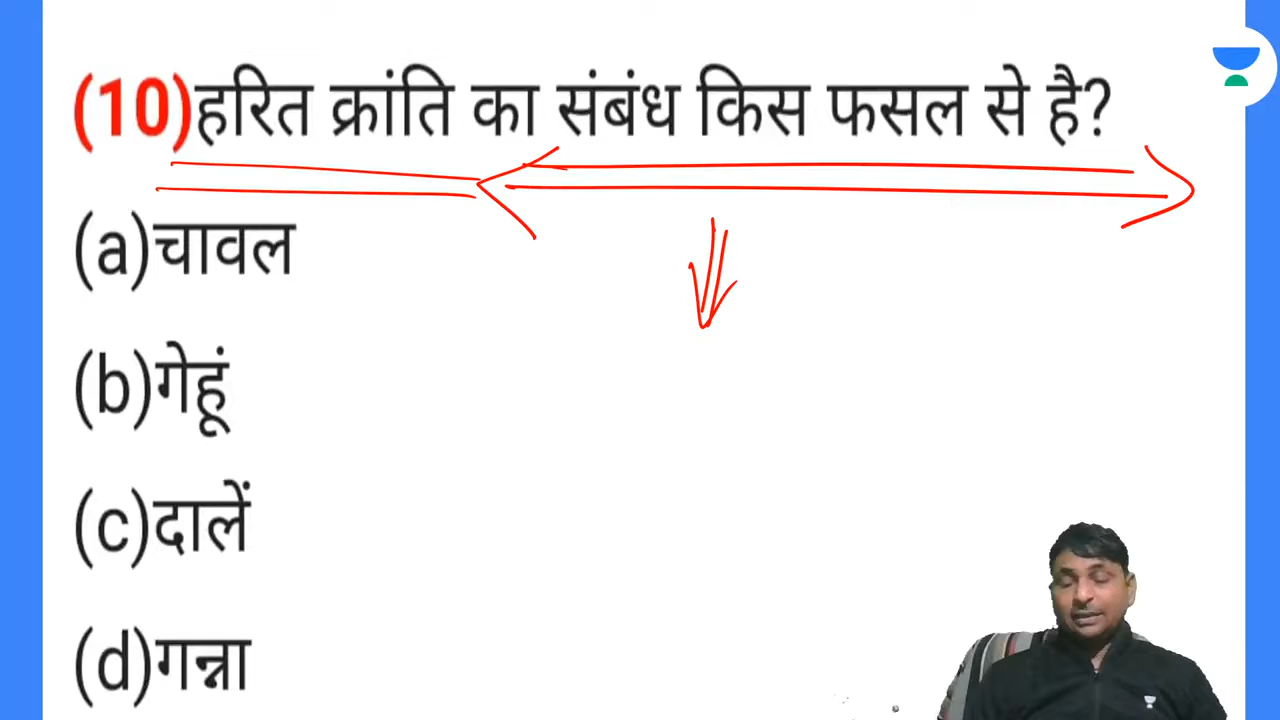 (10)हरित क्रांति का संबंध किस फसल से है?
(a)चावल
(b)गेहूं
(c)दालें
(d)गन्ना